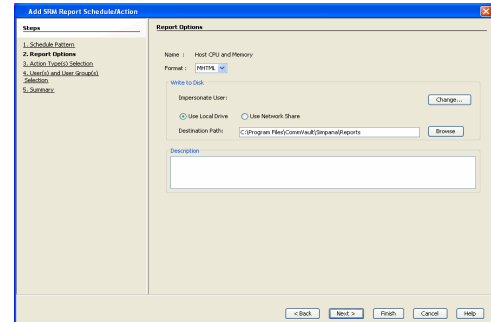 Add SRM Report Schedule/Action
Steps
1. Schedule Pattern
2. Report Options
3. Action Type(s) Selection
4. User(s) and User Group(s)
Selection
5. Summary
Report Options
Name : Host CPU and Memory
Format : MHTML
Write to Disk
Impersonate User:
Change...
Use Local Drive Use Network Share
Destination Path: C:\Program Files\CommVault\Simpana\Reports Browse
Description
< Back Next > Finish Cancel Help